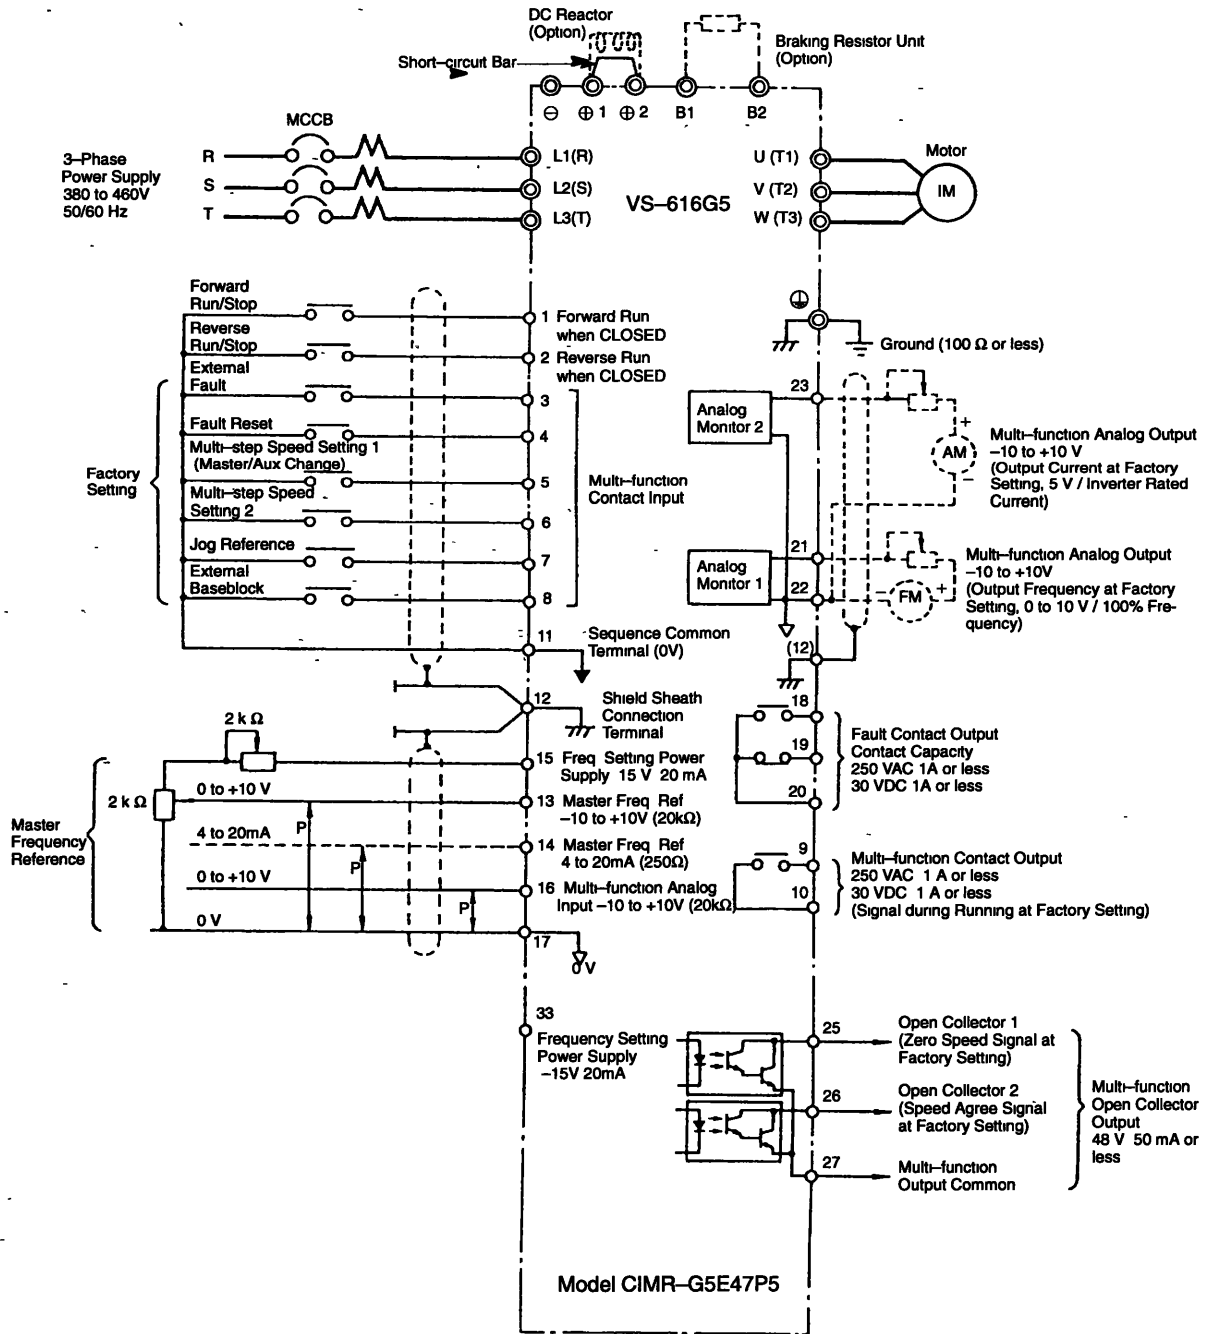 DC Reactor
(Option)
Short-circuit Bar
Braking Resistor Unit
(Option)
⊖ ⊕ 1 ⊕ 2 B1 B2
MCCB
3-Phase
Power Supply
380 to 460V
50/60 Hz
R
S
T
L1(R)
L2(S)
L3(T)
VS-616G5
U (T1)
V (T2)
W (T3)
Motor
IM
Ground (100 Ω or less)
Factory
Setting
Forward
Run/Stop
Reverse
Run/Stop
External
Fault
Fault Reset
Multi-step Speed Setting 1
(Master/Aux Change)
Multi-step Speed
Setting 2
Jog Reference
External
Baseblock
1 Forward Run
when CLOSED
2 Reverse Run
when CLOSED
3
4
5
6
7
8
Multi-function
Contact Input
11
Sequence Common
Terminal (0V)
12
Shield Sheath
Connection
Terminal
Analog
Monitor 2
23
AM
+
–
Multi-function Analog Output
-10 to +10 V
(Output Current at Factory
Setting, 5 V / Inverter Rated
Current)
Analog
Monitor 1
21
22
– FM +
Multi-function Analog Output
-10 to +10V
(Output Frequency at Factory
Setting, 0 to 10 V / 100% Fre-
quency)
(12)
18
19
20
Fault Contact Output
Contact Capacity
250 VAC 1A or less
30 VDC 1A or less
9
10
Multi-function Contact Output
250 VAC 1 A or less
30 VDC 1 A or less
(Signal during Running at Factory Setting)
Master
Frequency
Reference
2 k Ω
2 k Ω
0 to +10 V
P
4 to 20mA
P
0 to +10 V
P
0 V
15 Freq Setting Power
Supply 15 V 20 mA
13 Master Freq Ref
-10 to +10V (20kΩ)
14 Master Freq Ref
4 to 20mA (250Ω)
16 Multi-function Analog
Input -10 to +10V (20kΩ)
17
0 V
33
Frequency Setting
Power Supply
-15V 20mA
25
Open Collector 1
(Zero Speed Signal at
Factory Setting)
26
Open Collector 2
(Speed Agree Signal
at Factory Setting)
27
Multi-function
Output Common
Multi-function
Open Collector
Output
48 V 50 mA or
less
Model CIMR-G5E47P5